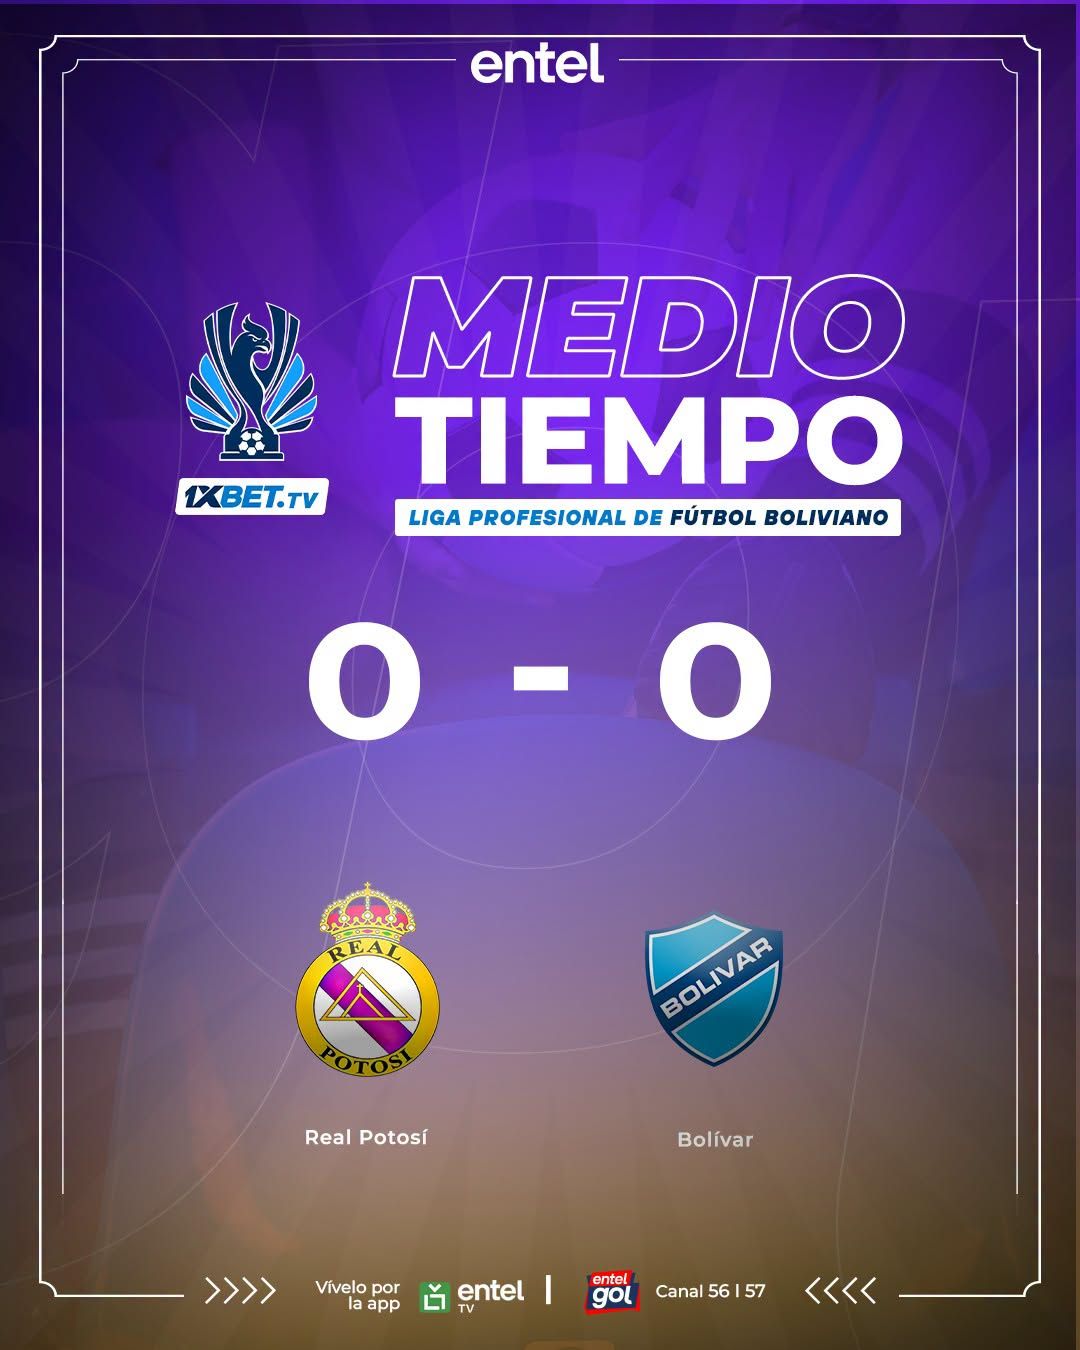 entel
MEDIO
TIEMPO
1XBET.TV
LIGA PROFESIONAL DE FÚTBOL BOLIVIANO
0 - 0
REAL
POTOSI
BOLIVAR
Real Potosí
Bolívar
>>>> Vívelo por
la app
entel
TV
entel
gol
Canal 56 | 57 <<<<